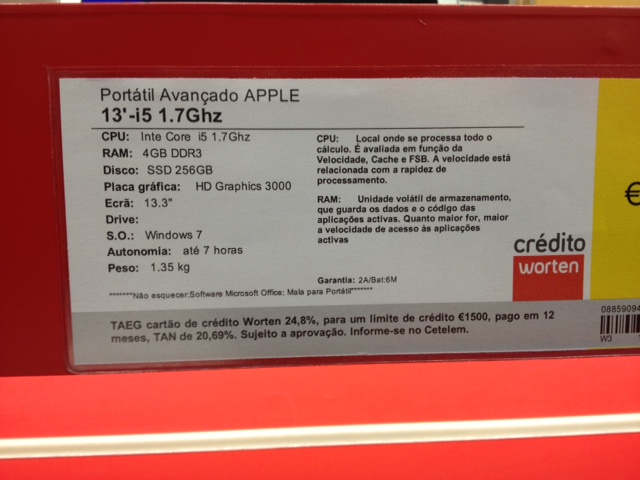 Portátil Avançado APPLE
13'-i5 1.7Ghz
CPU: Inte Core i5 1.7Ghz
RAM: 4GB DDR3
Disco: SSD 256GB
Placa gráfica: HD Graphics 3000
Ecrã: 13.3"
Drive:
S.O.: Windows 7
Autonomia: até 7 horas
Peso: 1.35 kg
CPU: Local onde se processa todo o
cálculo. É avaliada em função da
Velocidade, Cache e FSB. A velocidade está
relacionada com a rapidez de
processamento.
RAM: Unidade volátil de armazenamento,
que guarda os dados e o código das
aplicações activas. Quanto maior for, maior
a velocidade de acesso às aplicações
activas
Garantia: 2A/Bat:6M
*******Não esquecer:Software Microsoft Office; Mala para Portátil*******
crédito
worten
€
TAEG cartão de crédito Worten 24,8%, para um limite de crédito €1500, pago em 12
meses, TAN de 20,69%. Sujeito a aprovação. Informe-se no Cetelem.
0885909
W3